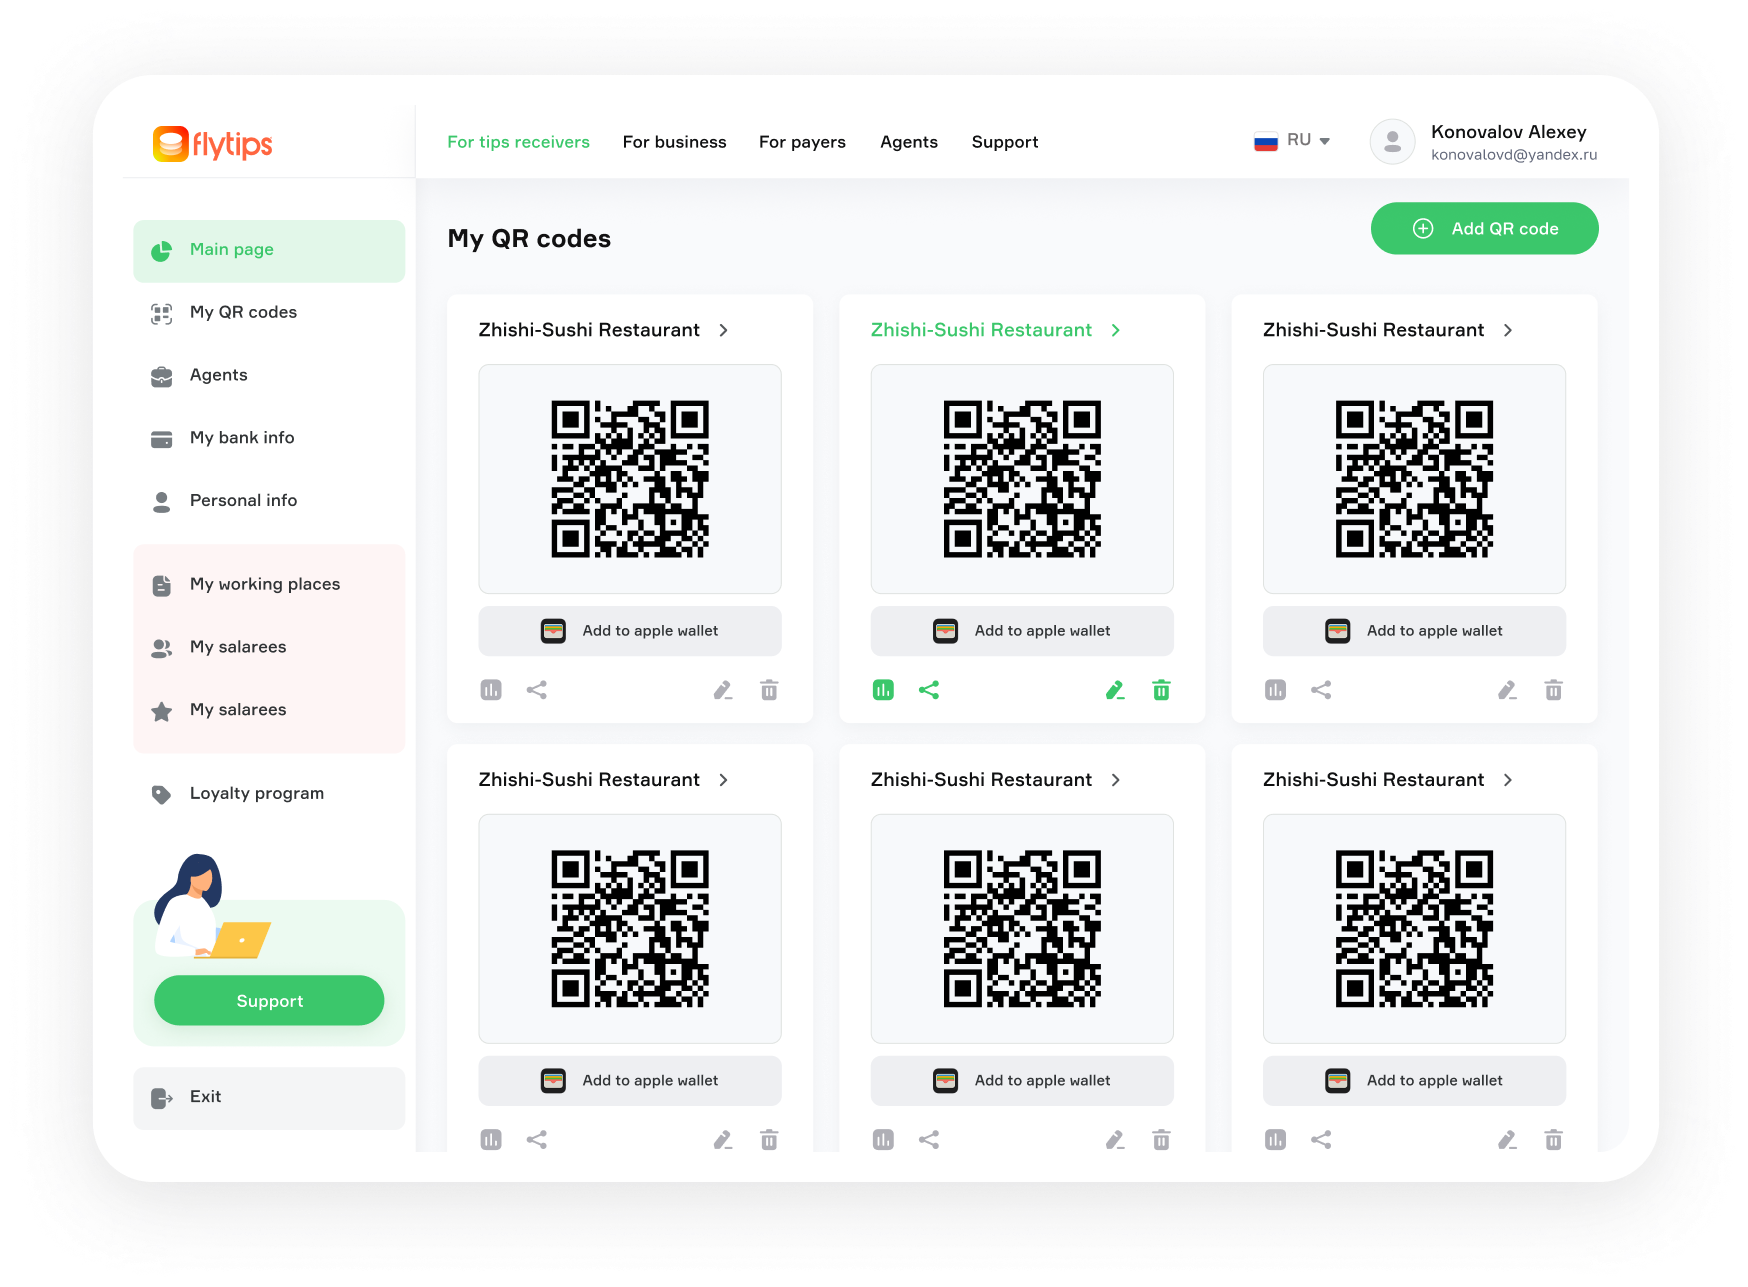 flytips
For tips receivers For business For payers Agents Support
RU
Konovalov Alexey
konovalovd@yandex.ru
Main page
My QR codes
Agents
My bank info
Personal info
My working places
My salarees
My salarees
Loyalty program
Support
Exit
My QR codes
Add QR code
Zhishi-Sushi Restaurant
Add to apple wallet
Zhishi-Sushi Restaurant
Add to apple wallet
Zhishi-Sushi Restaurant
Add to apple wallet
Zhishi-Sushi Restaurant
Add to apple wallet
Zhishi-Sushi Restaurant
Add to apple wallet
Zhishi-Sushi Restaurant
Add to apple wallet